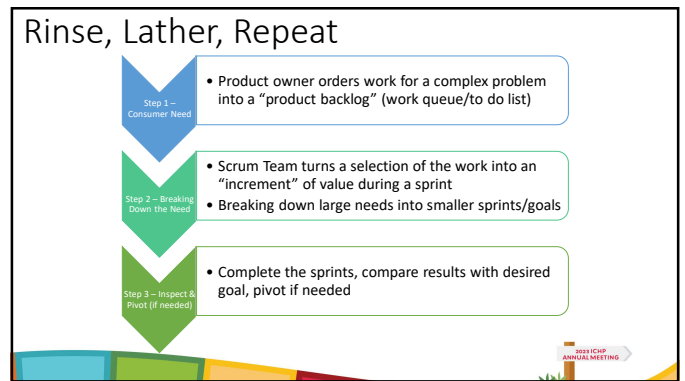 Rinse, Lather, Repeat
Step 1 –
Consumer Need
• Product owner orders work for a complex problem
into a “product backlog” (work queue/to do list)
Step 2 – Breaking
Down the Need
• Scrum Team turns a selection of the work into an
“increment” of value during a sprint
• Breaking down large needs into smaller sprints/goals
Step 3 – Inspect &
Pivot (if needed)
• Complete the sprints, compare results with desired
goal, pivot if needed
2023 ICHP
ANNUAL MEETING